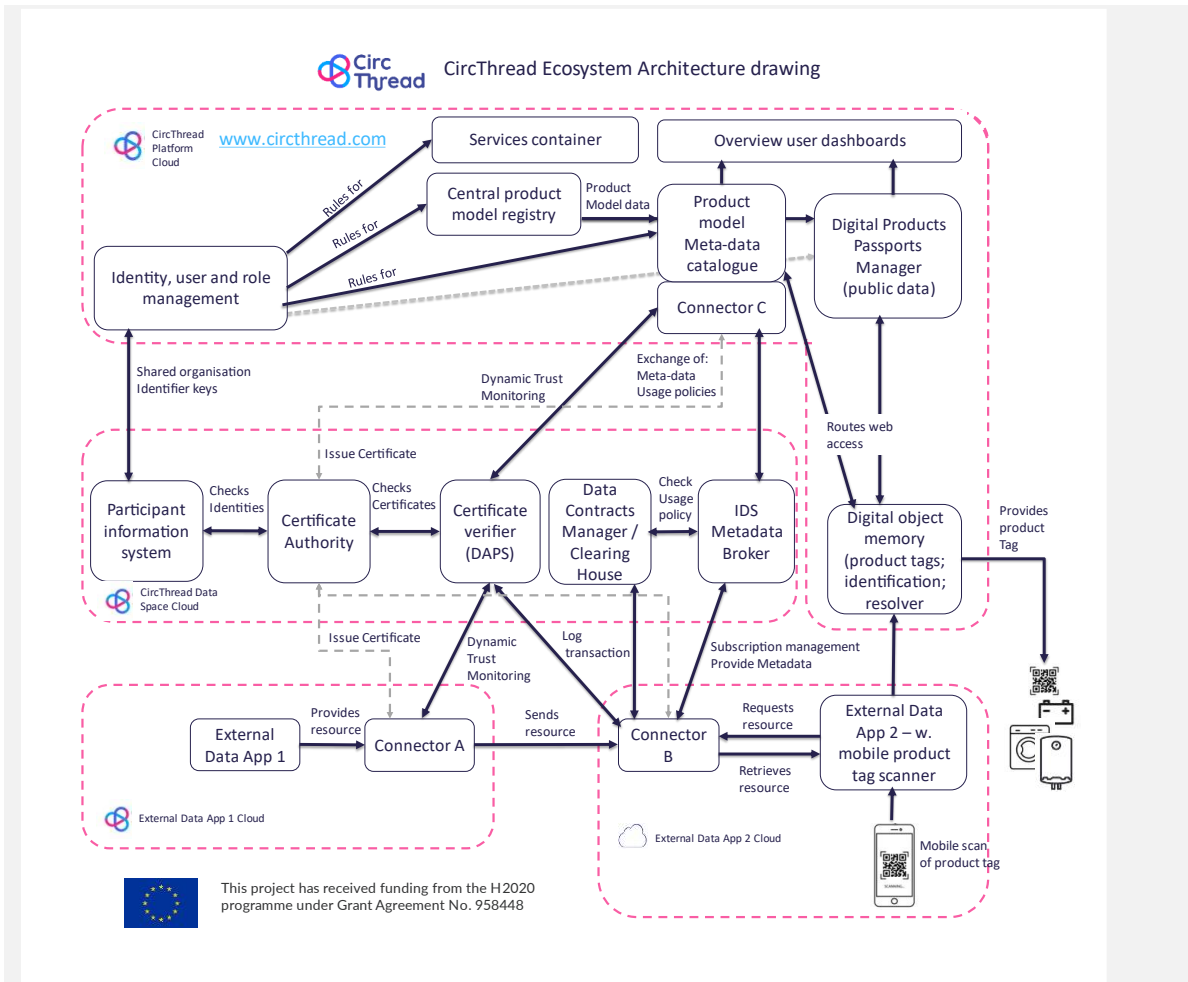 Circ
Thread
CircThread Ecosystem Architecture drawing
CircThread
Platform
Cloud
www.circthread.com
Services container
Overview user dashboards
Rules for
Central product
model registry
Product
Model data
Product
model
Meta-data
catalogue
Digital Products
Passports
Manager
(public data)
Rules for
Identity, user and role
management
Rules for
Connector C
Shared organisation
Identifier keys
Dynamic Trust
Monitoring
Exchange of:
Meta-data
Usage policies
Routes web
access
Issue Certificate
Participant
information
system
Checks
Identities
Certificate
Authority
Checks
Certificates
Certificate
verifier
(DAPS)
Data
Contracts
Manager /
Clearing
House
Check
Usage
policy
IDS
Metadata
Broker
Digital object
memory
(product tags;
identification;
resolver
Provides
product
Tag
CircThread Data
Space Cloud
Issue Certificate
Dynamic
Trust
Monitoring
Log
transaction
Subscription management
Provide Metadata
External
Data App 1
Provides
resource
Connector A
Sends
resource
Connector
B
Requests
resource
Retrieves
resource
External Data
App 2 – w.
mobile product
tag scanner
External Data App 1 Cloud
External Data App 2 Cloud
SCANNING...
Mobile scan
of product tag
This project has received funding from the H2020
programme under Grant Agreement No. 958448